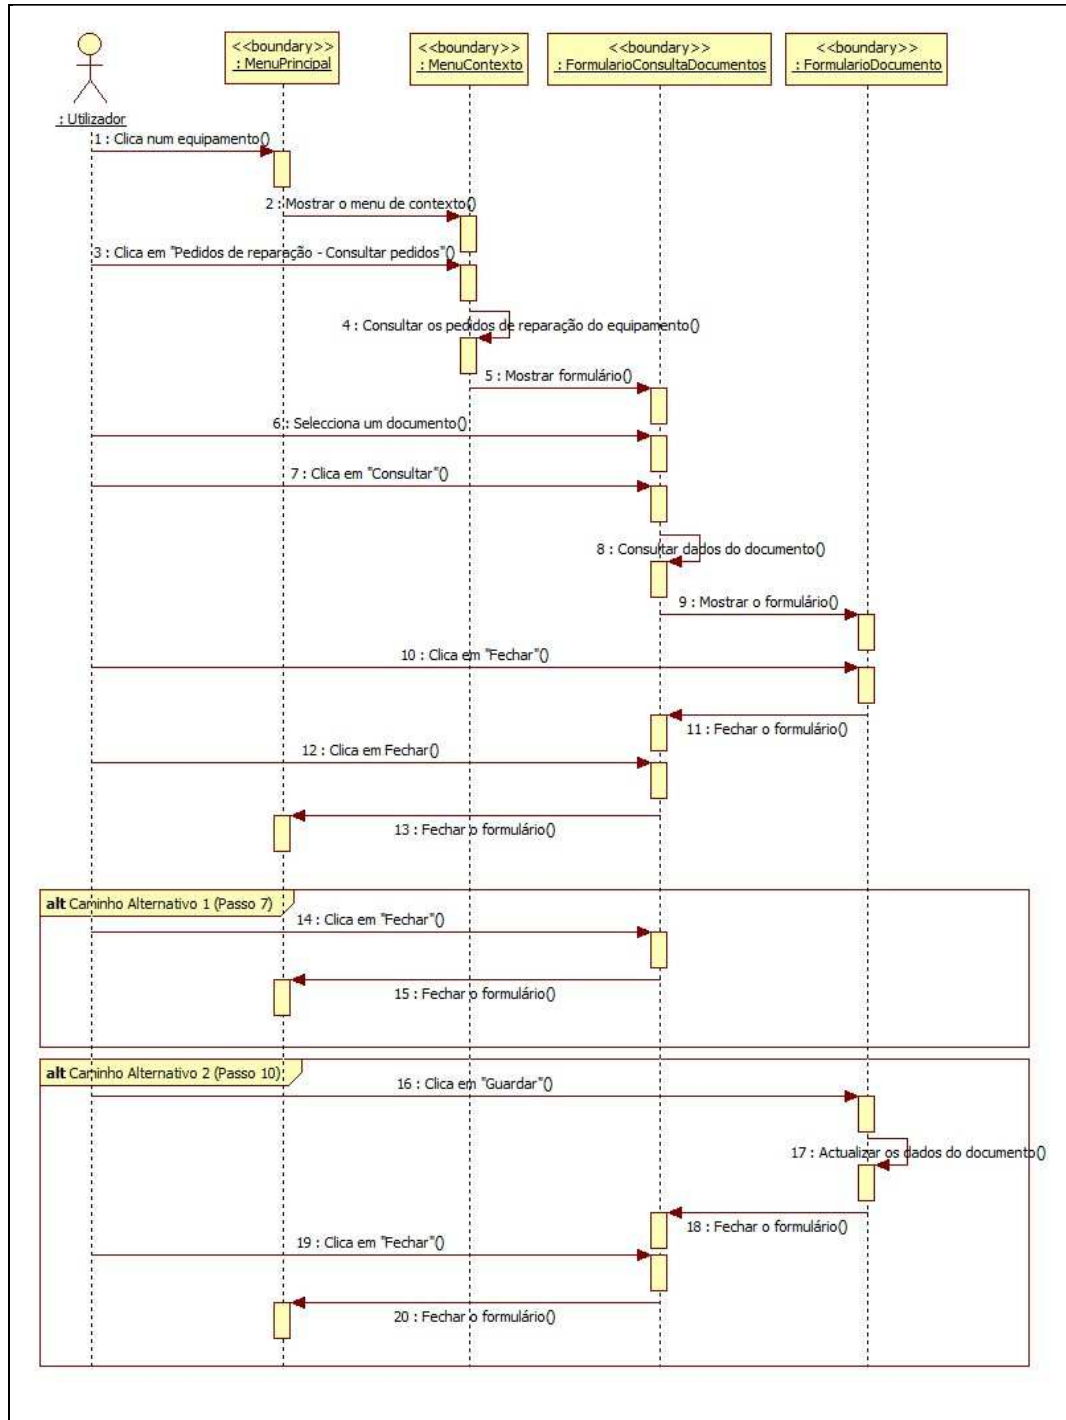 <<boundary>>
: MenuPrincipal
<<boundary>>
: MenuContexto
<<boundary>>
: FormularioConsultaDocumentos
<<boundary>>
: FormularioDocumento
: Utilizador
1 : Clica num equipamento()
2 : Mostrar o menu de contexto()
3 : Clica em "Pedidos de reparação - Consultar pedidos"()
4 : Consultar os pedidos de reparação do equipamento()
5 : Mostrar formulário()
6 : Selecciona um documento()
7 : Clica em "Consultar"()
8 : Consultar dados do documento()
9 : Mostrar o formulário()
10 : Clica em "Fechar"()
11 : Fechar o formulário()
12 : Clica em Fechar()
13 : Fechar o formulário()
alt Caminho Alternativo 1 (Passo 7)
14 : Clica em "Fechar"()
15 : Fechar o formulário()
alt Caminho Alternativo 2 (Passo 10)
16 : Clica em "Guardar"()
17 : Actualizar os dados do documento()
18 : Fechar o formulário()
19 : Clica em "Fechar"()
20 : Fechar o formulário()